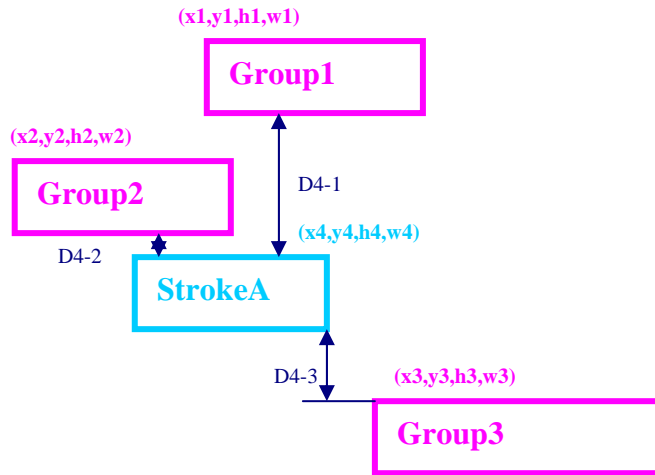 (x1,y1,h1,w1)
Group1
(x2,y2,h2,w2)
Group2
D4-1
(x4,y4,h4,w4)
D4-2
StrokeA
D4-3
(x3,y3,h3,w3)
Group3